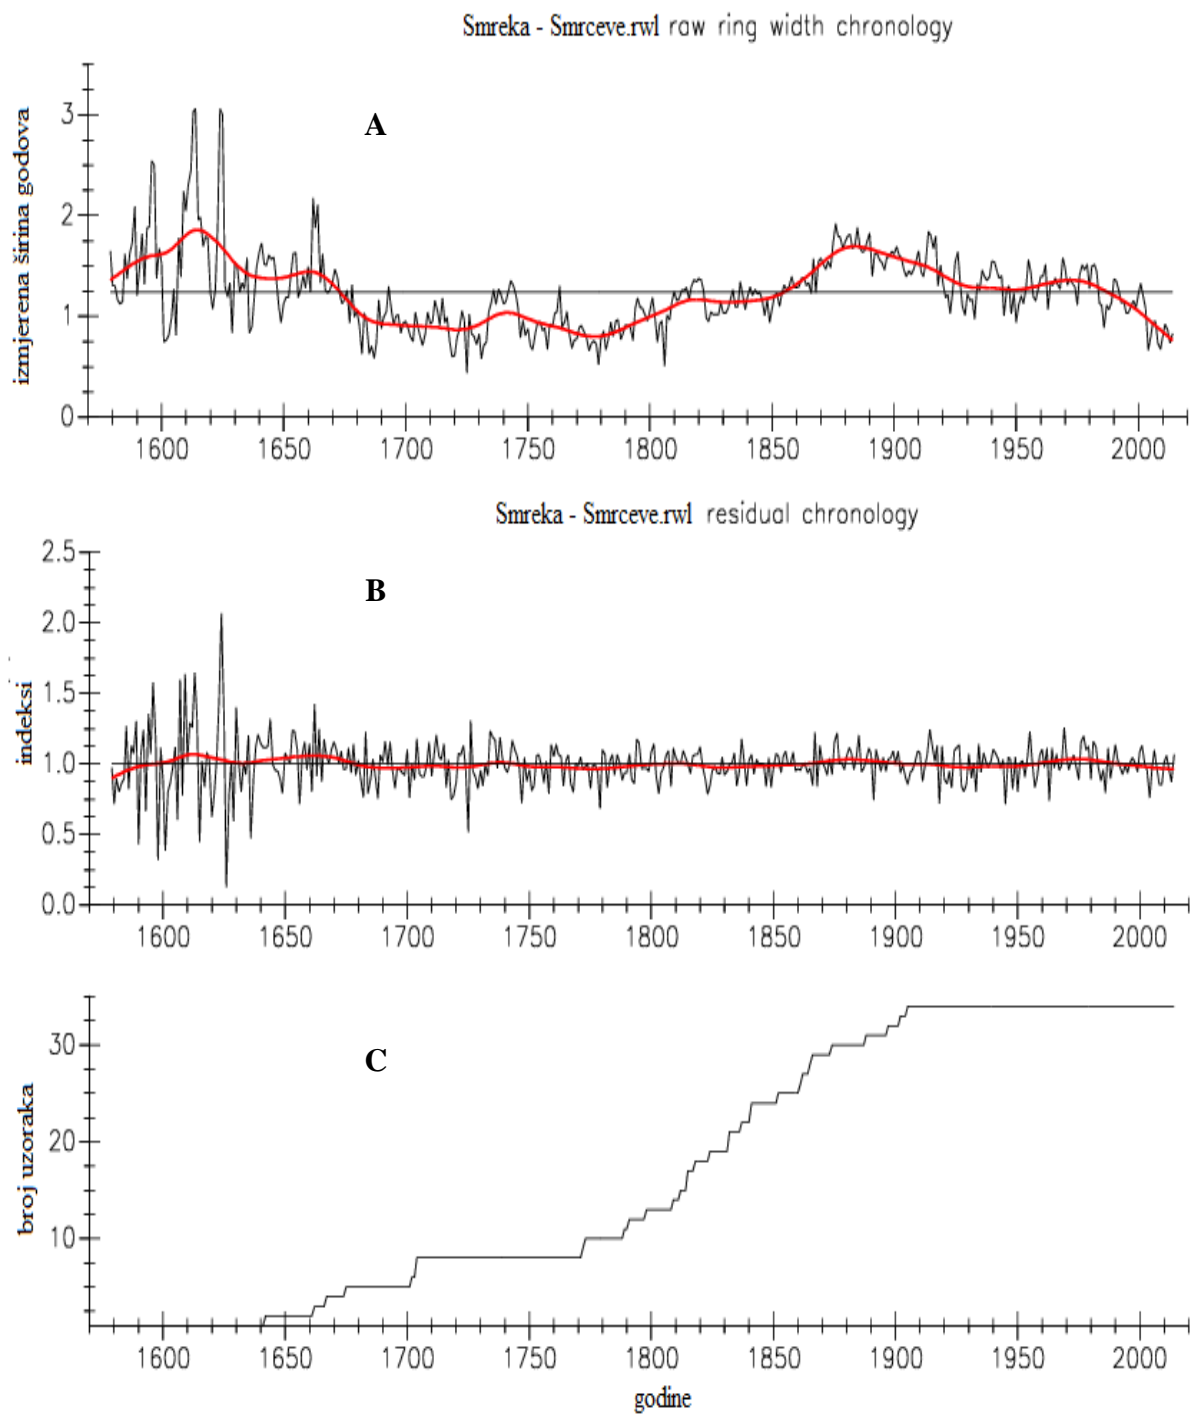 Smreka - Smrceve.rwl raw ring width chronology
A
izmjerena širina godova
3
2
1
0
1600 1650 1700 1750 1800 1850 1900 1950 2000
Smreka - Smrceve.rwl residual chronology
B
indeksi
2.5
2.0
1.5
1.0
0.5
0.0
1600 1650 1700 1750 1800 1850 1900 1950 2000
C
broj uzoraka
30
20
10
1600 1650 1700 1750 1800 1850 1900 1950 2000
godine